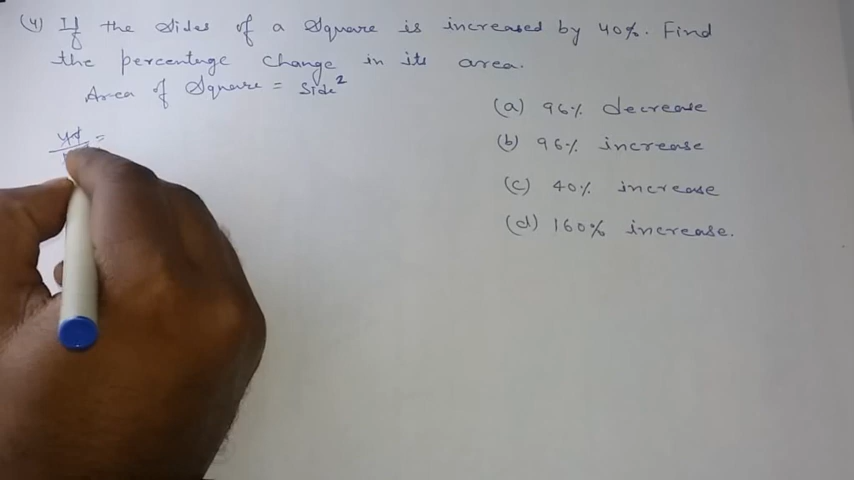 (4) If the sides of a square is increased by 40%. Find
the percentage change in its area.
Area of Square = Side²
(a) 96% decrease
(b) 96% increase
(c) 40% increase
(d) 160% increase.